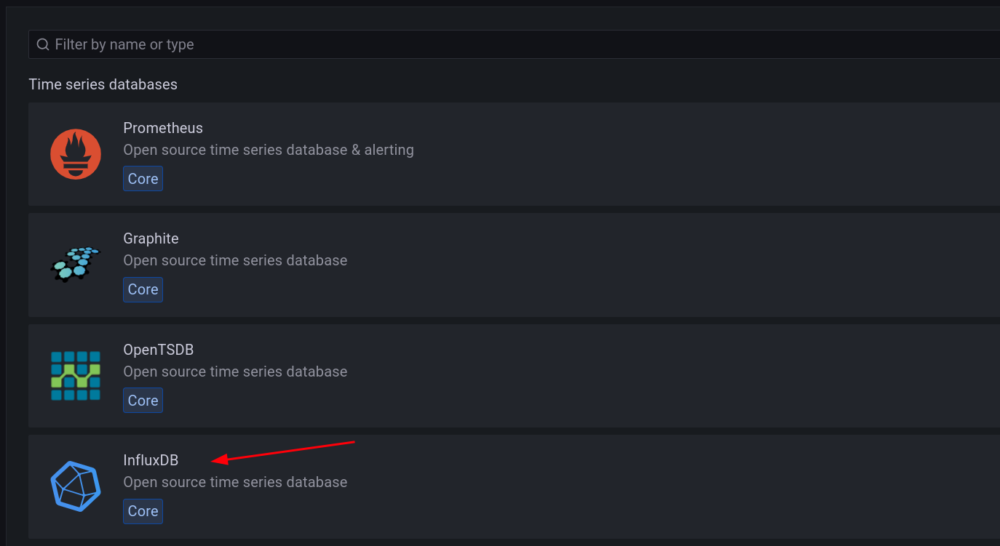 Filter by name or type
Time series databases
Prometheus
Open source time series database & alerting
Core
Graphite
Open source time series database
Core
OpenTSDB
Open source time series database
Core
InfluxDB
Open source time series database
Core